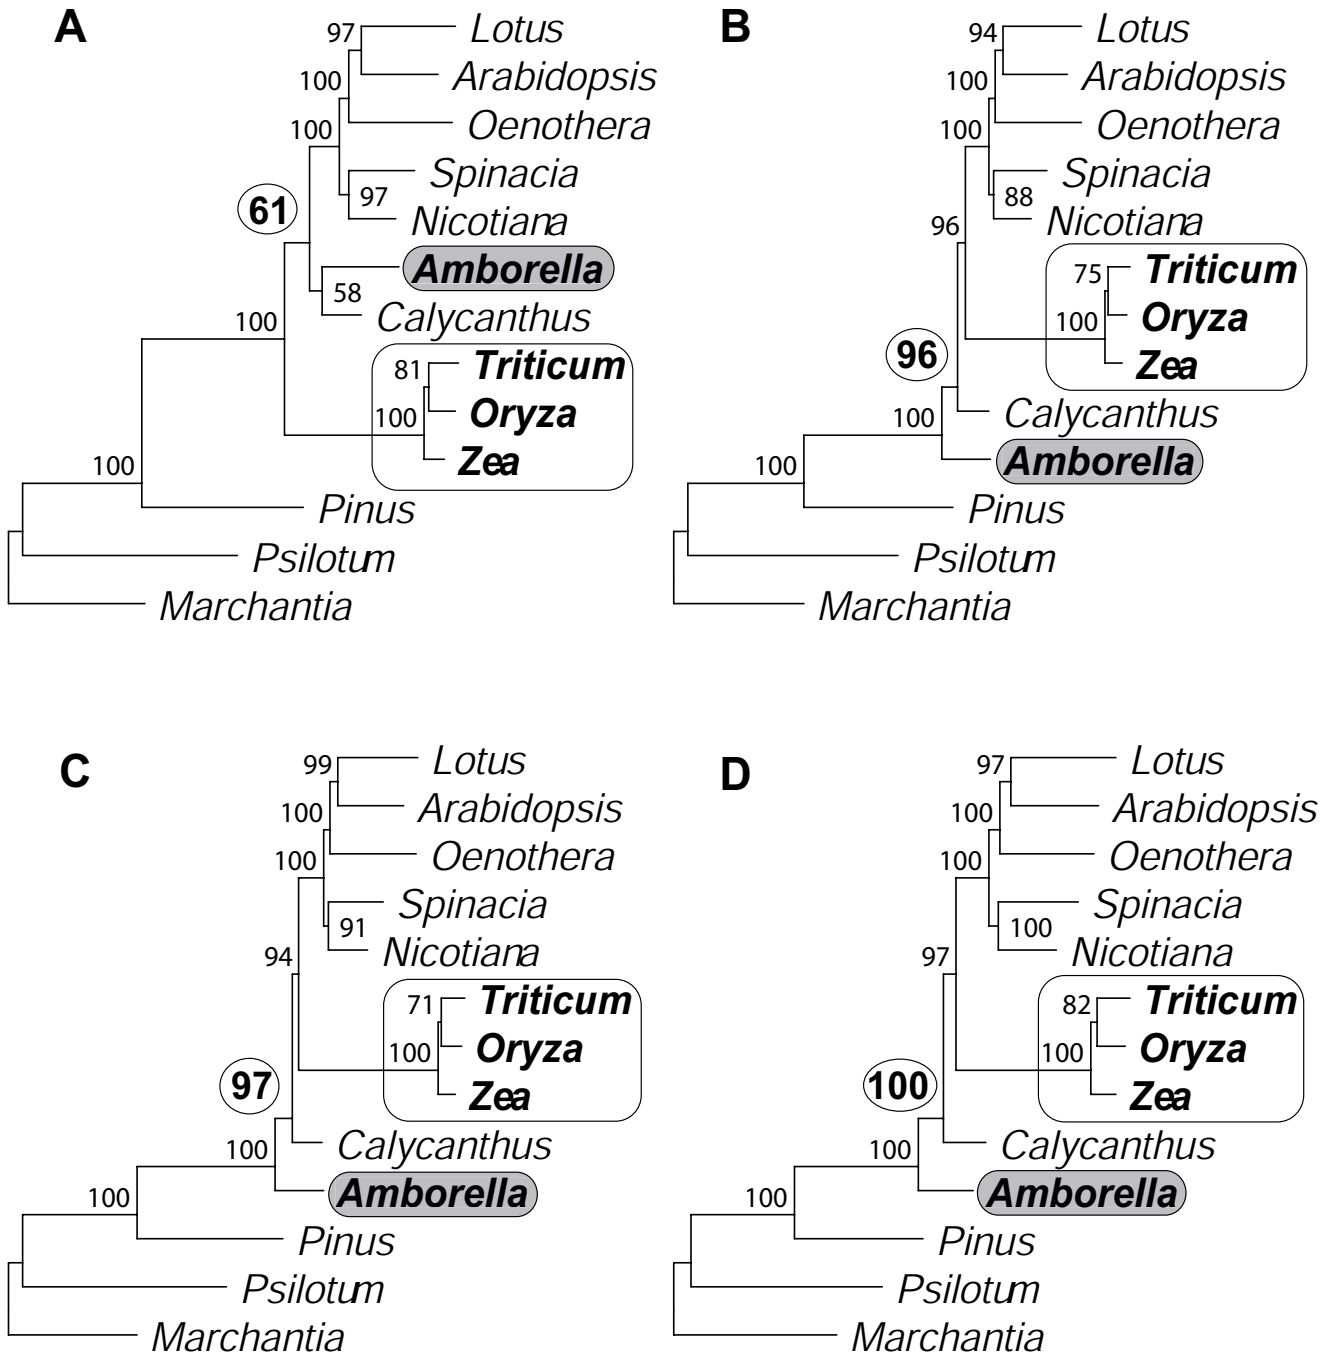 A
97
Lotus
100
Arabidopsis
100
Oenothera
Spinacia
97
61
Nicotiana
Amborella
58
100
Calycanthus
81
Triticum
100
Oryza
Zea
100
Pinus
Psilotum
Marchantia
B
94
Lotus
100
Arabidopsis
100
Oenothera
Spinacia
88
96
Nicotiana
75
Triticum
100
Oryza
96
Zea
100
Calycanthus
Amborella
100
Pinus
Psilotum
Marchantia
C
99
Lotus
100
Arabidopsis
100
Oenothera
Spinacia
91
94
Nicotiana
71
Triticum
100
Oryza
97
Zea
100
Calycanthus
Amborella
100
Pinus
Psilotum
Marchantia
D
97
Lotus
100
Arabidopsis
100
Oenothera
Spinacia
100
97
Nicotiana
82
Triticum
100
Oryza
100
Zea
100
Calycanthus
Amborella
100
Pinus
Psilotum
Marchantia